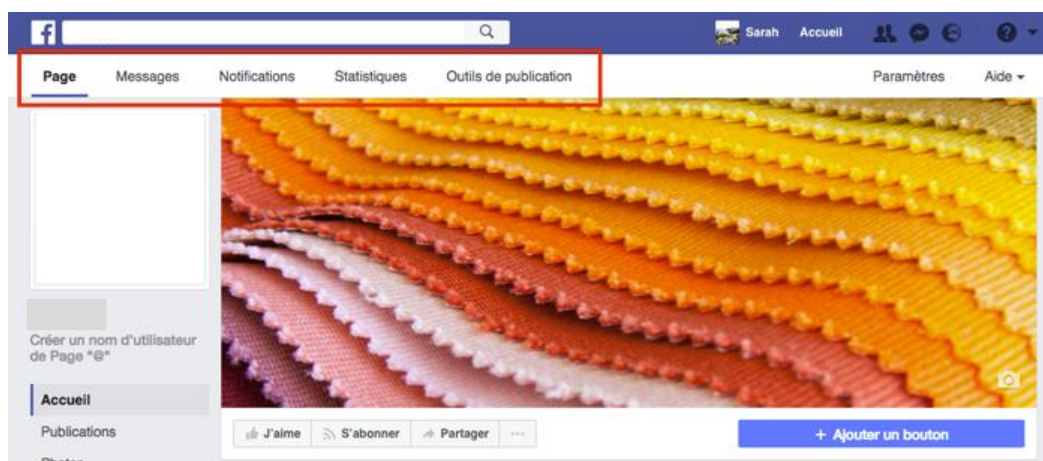 f
Sarah Accueil
Page Messages Notifications Statistiques Outils de publication Paramètres Aide
Créer un nom d'utilisateur
de Page "@"
Accueil
Publications
J'aime S'abonner Partager ...
+ Ajouter un bouton